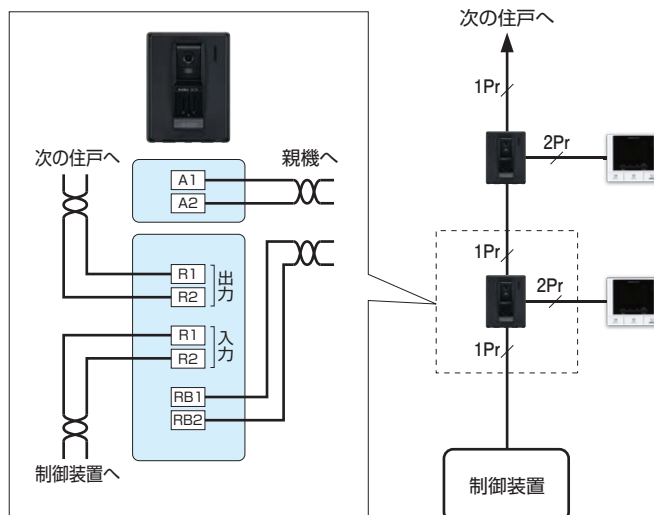 次の住戸へ
親機へ
A1
A2
R1
R2
出力
R1
R2
入力
RB1
RB2
制御装置へ
次の住戸へ
1Pr
2Pr
1Pr
2Pr
1Pr
制御装置